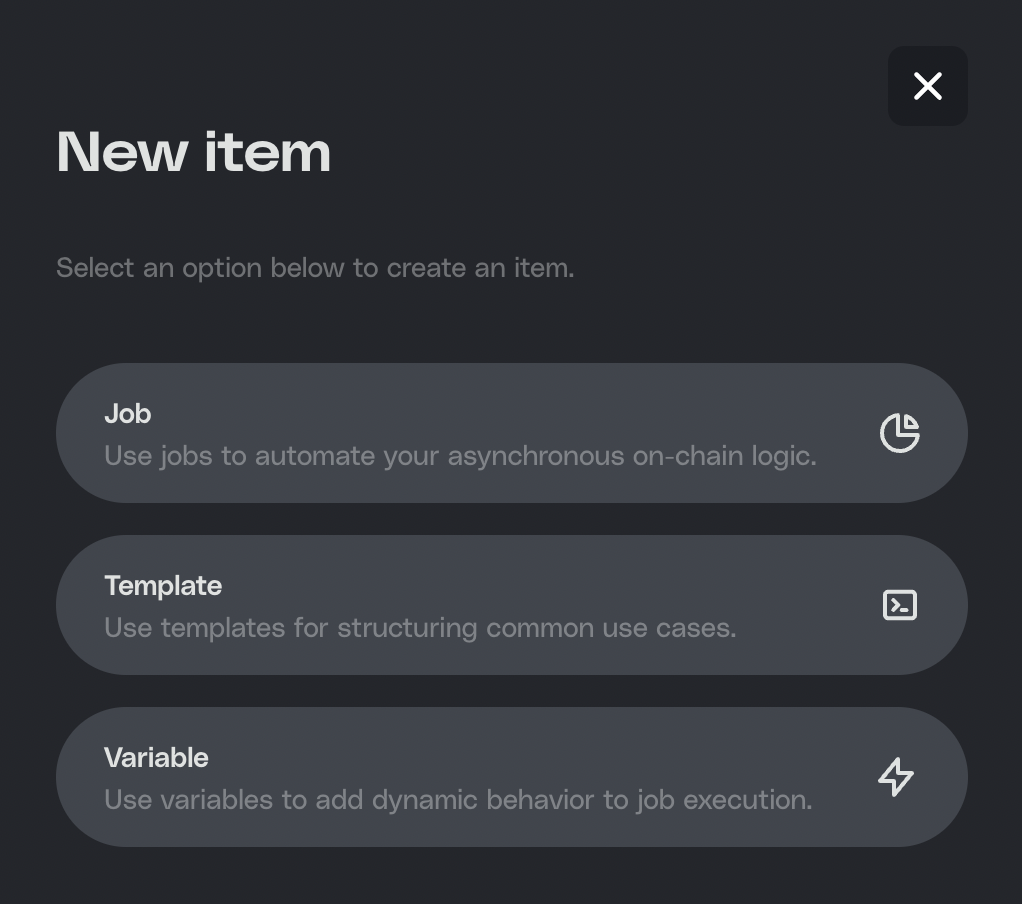 New item
Select an option below to create an item.
Job
Use jobs to automate your asynchronous on-chain logic.
Template
Use templates for structuring common use cases.
Variable
Use variables to add dynamic behavior to job execution.